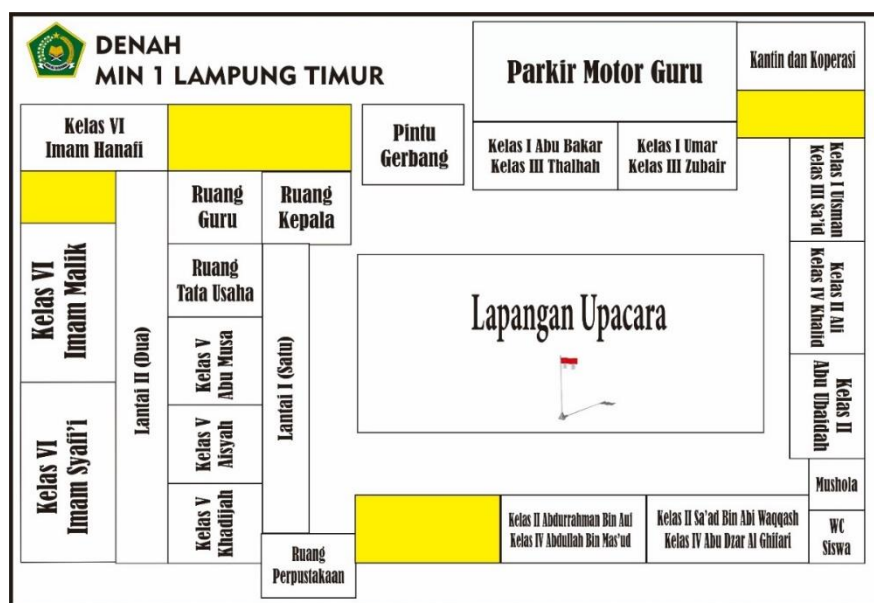 DENAH
MIN 1 LAMPUNG TIMUR
Parkir Motor Guru
Kantin dan Koperasi
Kelas VI
Imam Hanafi
Pintu
Gerbang
Kelas I Abu Bakar
Kelas III Thalhah
Kelas I Umar
Kelas III Zubair
Kelas I Utsman
Kelas III Sa'id
Ruang
Guru
Ruang
Kepala
Kelas VI
Imam Malik
Lantai II (Dua)
Ruang
Tata Usaha
Lantai I (Satu)
Lapangan Upacara
Kelas II Ali
Kelas IV Khalid
Kelas V
Abu Musa
Kelas II
Abu Ubaidah
Kelas VI
Imam Syafi'i
Kelas V
Aisyah
Kelas V
Khadijah
Mushola
Kelas II Abdurrahman Bin Auf
Kelas IV Abdullah Bin Mas'ud
Kelas II Sa'ad Bin Abi Waqqash
Kelas IV Abu Dzar Al Ghifari
WC
Siswa
Ruang
Perpustakaan